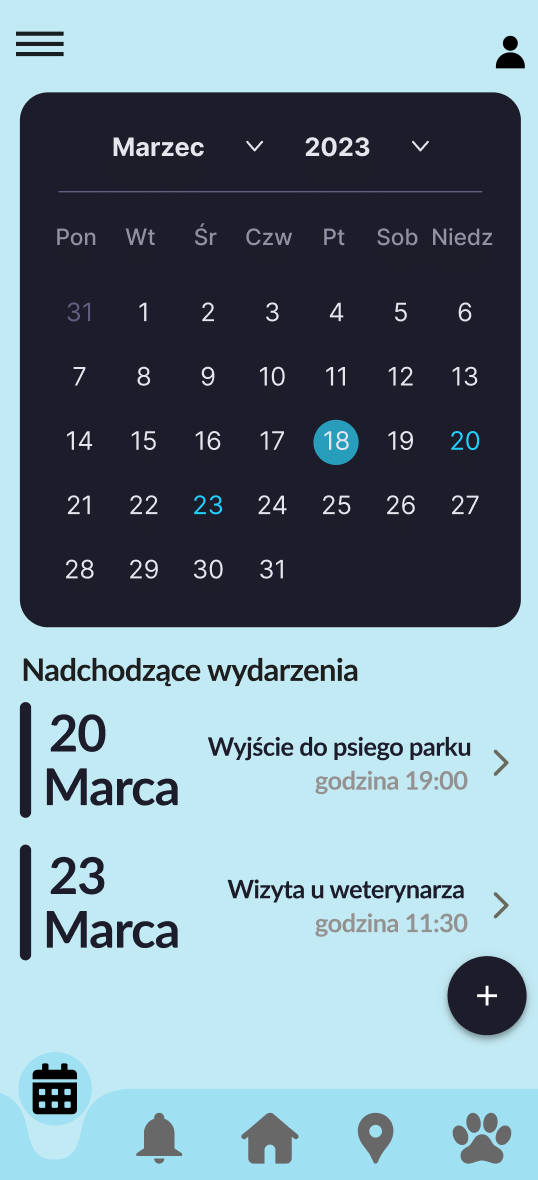 Marzec 2023
Pon Wt Śr Czw Pt Sob Niedz
31 1 2 3 4 5 6
7 8 9 10 11 12 13
14 15 16 17 18 19 20
21 22 23 24 25 26 27
28 29 30 31
Nadchodzące wydarzenia
20
Marca
Wyjście do psiego parku
godzina 19:00
23
Marca
Wizyta u weterynarza
godzina 11:30
+